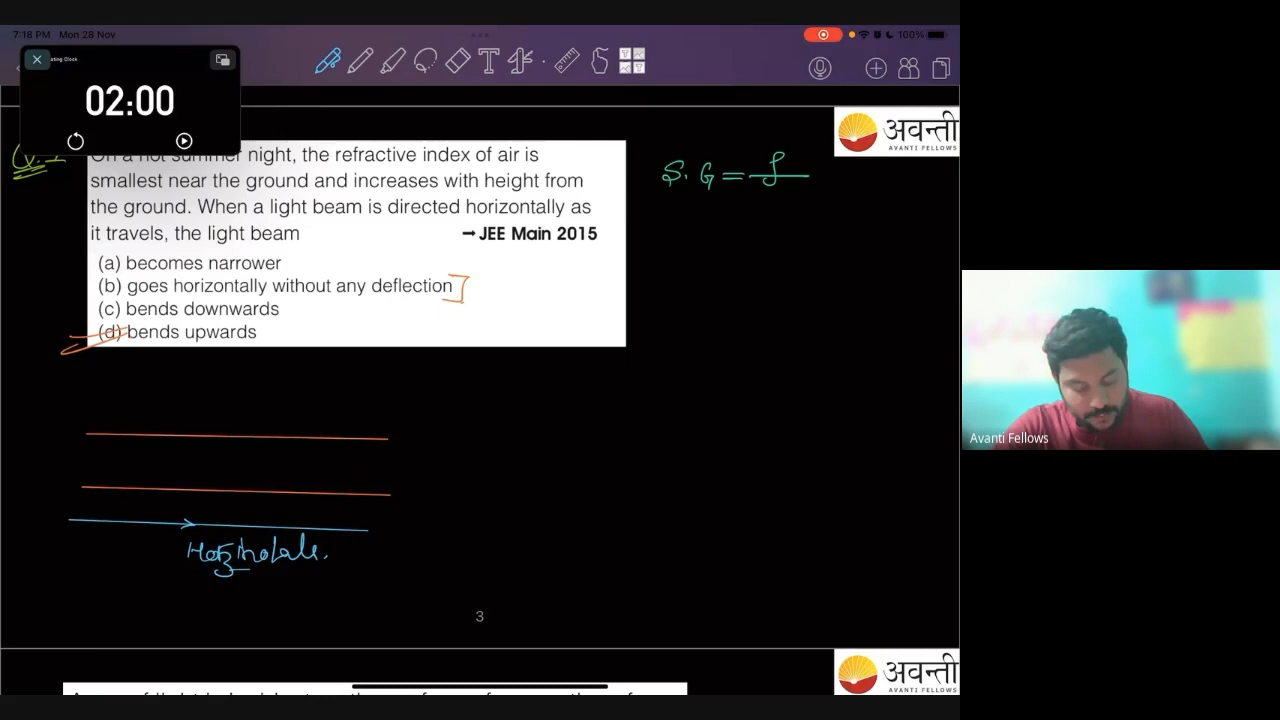 7:18 PM Mon 28 Nov
100%
ating Clock
02:00
अवन्ती
AVANTI FELLOWS
On a hot summer night, the refractive index of air is
smallest near the ground and increases with height from
the ground. When a light beam is directed horizontally as
it travels, the light beam
→ JEE Main 2015
(a) becomes narrower
(b) goes horizontally without any deflection
(c) bends downwards
(d) bends upwards
S. G = ρ
3
Avanti Fellows
अवन्ती
AVANTI FELLOWS